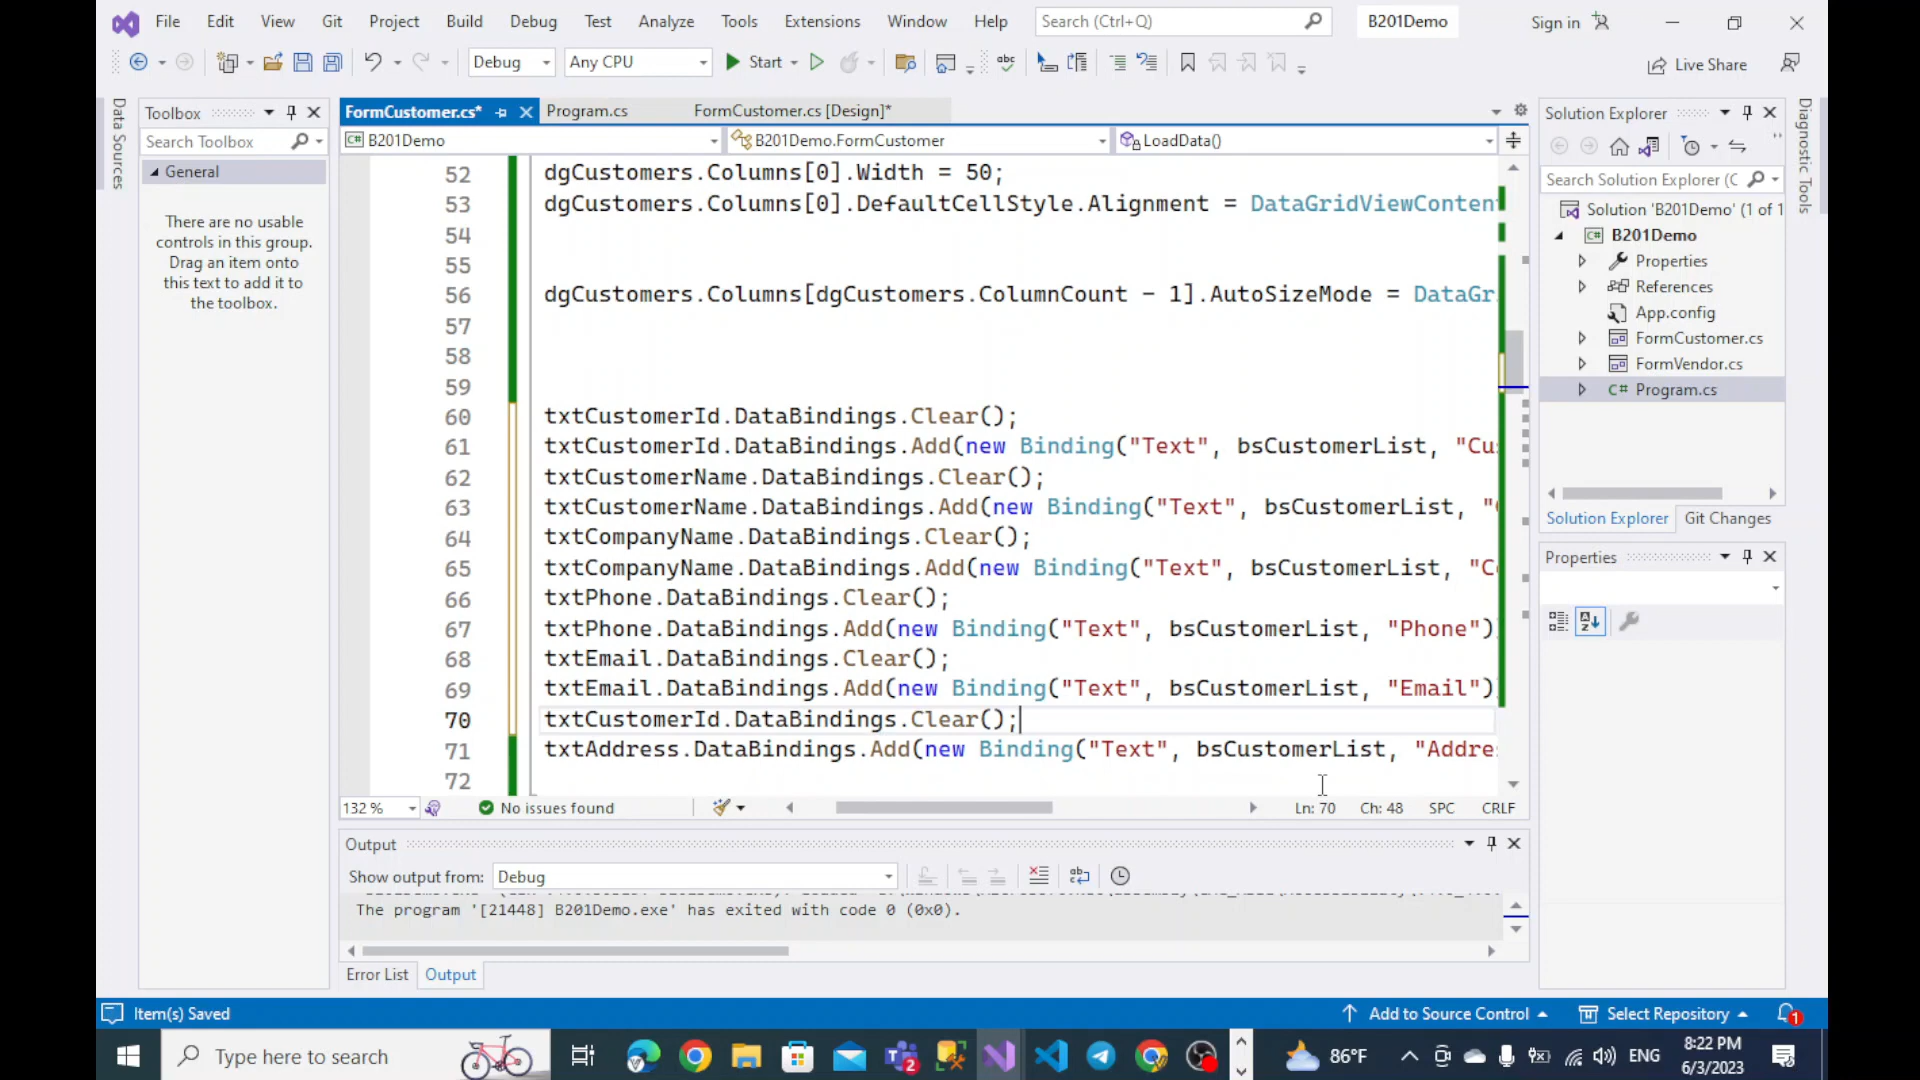 File Edit View Git Project Build Debug Test Analyze Tools Extensions Window Help Search (Ctrl+Q) B201Demo Sign in
Debug Any CPU Start Live Share
Data Sources
Toolbox
Search Toolbox
General
There are no usable
controls in this group.
Drag an item onto
this text to add it to
the toolbox.
FormCustomer.cs* Program.cs FormCustomer.cs [Design]*
B201Demo B201Demo.FormCustomer LoadData()
52 dgCustomers.Columns[0].Width = 50;
53 dgCustomers.Columns[0].DefaultCellStyle.Alignment = DataGridViewContent
54
55
56 dgCustomers.Columns[dgCustomers.ColumnCount - 1].AutoSizeMode = DataGr
57
58
59
60 txtCustomerId.DataBindings.Clear();
61 txtCustomerId.DataBindings.Add(new Binding("Text", bsCustomerList, "Cu
62 txtCustomerName.DataBindings.Clear();
63 txtCustomerName.DataBindings.Add(new Binding("Text", bsCustomerList, "
64 txtCompanyName.DataBindings.Clear();
65 txtCompanyName.DataBindings.Add(new Binding("Text", bsCustomerList, "C
66 txtPhone.DataBindings.Clear();
67 txtPhone.DataBindings.Add(new Binding("Text", bsCustomerList, "Phone")
68 txtEmail.DataBindings.Clear();
69 txtEmail.DataBindings.Add(new Binding("Text", bsCustomerList, "Email")
70 txtCustomerId.DataBindings.Clear();
71 txtAddress.DataBindings.Add(new Binding("Text", bsCustomerList, "Addre
72
132 % No issues found Ln: 70 Ch: 48 SPC CRLF
Output
Show output from: Debug
The program '[21448] B201Demo.exe' has exited with code 0 (0x0).
Error List Output
Solution Explorer
Search Solution Explorer (C
Solution 'B201Demo' (1 of 1
C# B201Demo
Properties
References
App.config
FormCustomer.cs
FormVendor.cs
C# Program.cs
Solution Explorer Git Changes
Properties
Diagnostic Tools
Item(s) Saved Add to Source Control Select Repository 1
Type here to search 2 86°F ENG 8:22 PM
6/3/2023